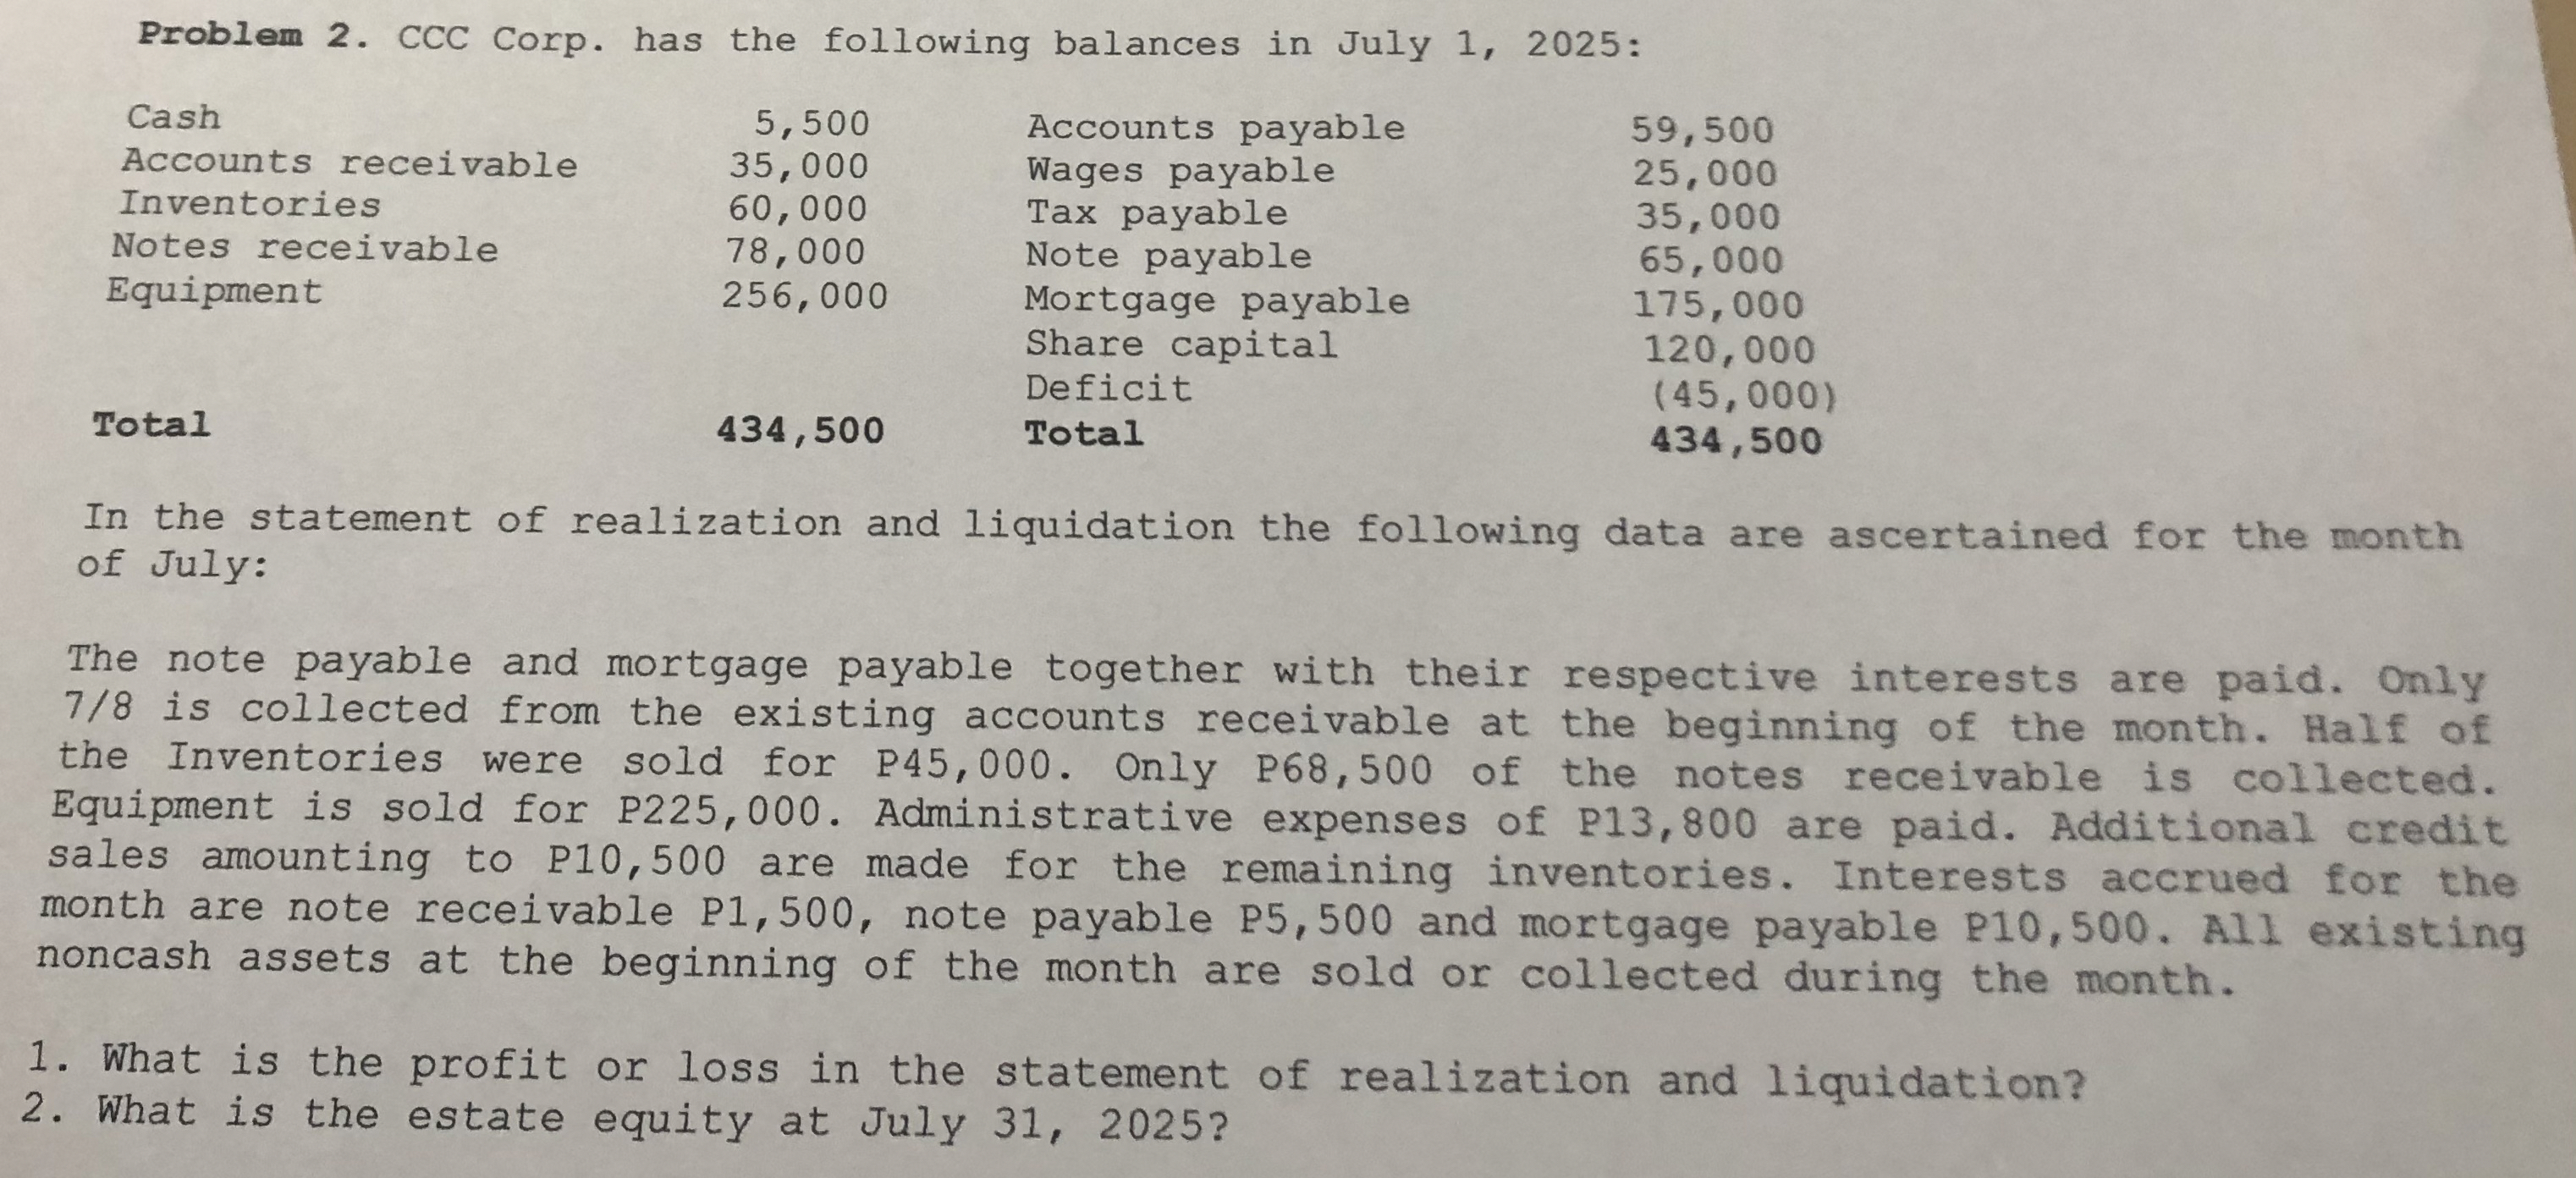 Problem 2. CCC Corp. has the following balances in July 1, 2025:
Cash 5,500 Accounts payable 59,500
Accounts receivable 35,000 Wages payable 25,000
Inventories 60,000 Tax payable 35,000
Notes receivable 78,000 Note payable 65,000
Equipment 256,000 Mortgage payable 175,000
Share capital 120,000
Deficit (45,000)
Total 434,500 Total 434,500
In the statement of realization and liquidation the following data are ascertained for the month
of July:
The note payable and mortgage payable together with their respective interests are paid. Only
7/8 is collected from the existing accounts receivable at the beginning of the month. Half of
the Inventories were sold for P45,000. Only P68,500 of the notes receivable is collected.
Equipment is sold for P225,000. Administrative expenses of P13,800 are paid. Additional credit
sales amounting to P10,500 are made for the remaining inventories. Interests accrued for the
month are note receivable P1,500, note payable P5,500 and mortgage payable P10,500. All existing
noncash assets at the beginning of the month are sold or collected during the month.
1. What is the profit or loss in the statement of realization and liquidation?
2. What is the estate equity at July 31, 2025?